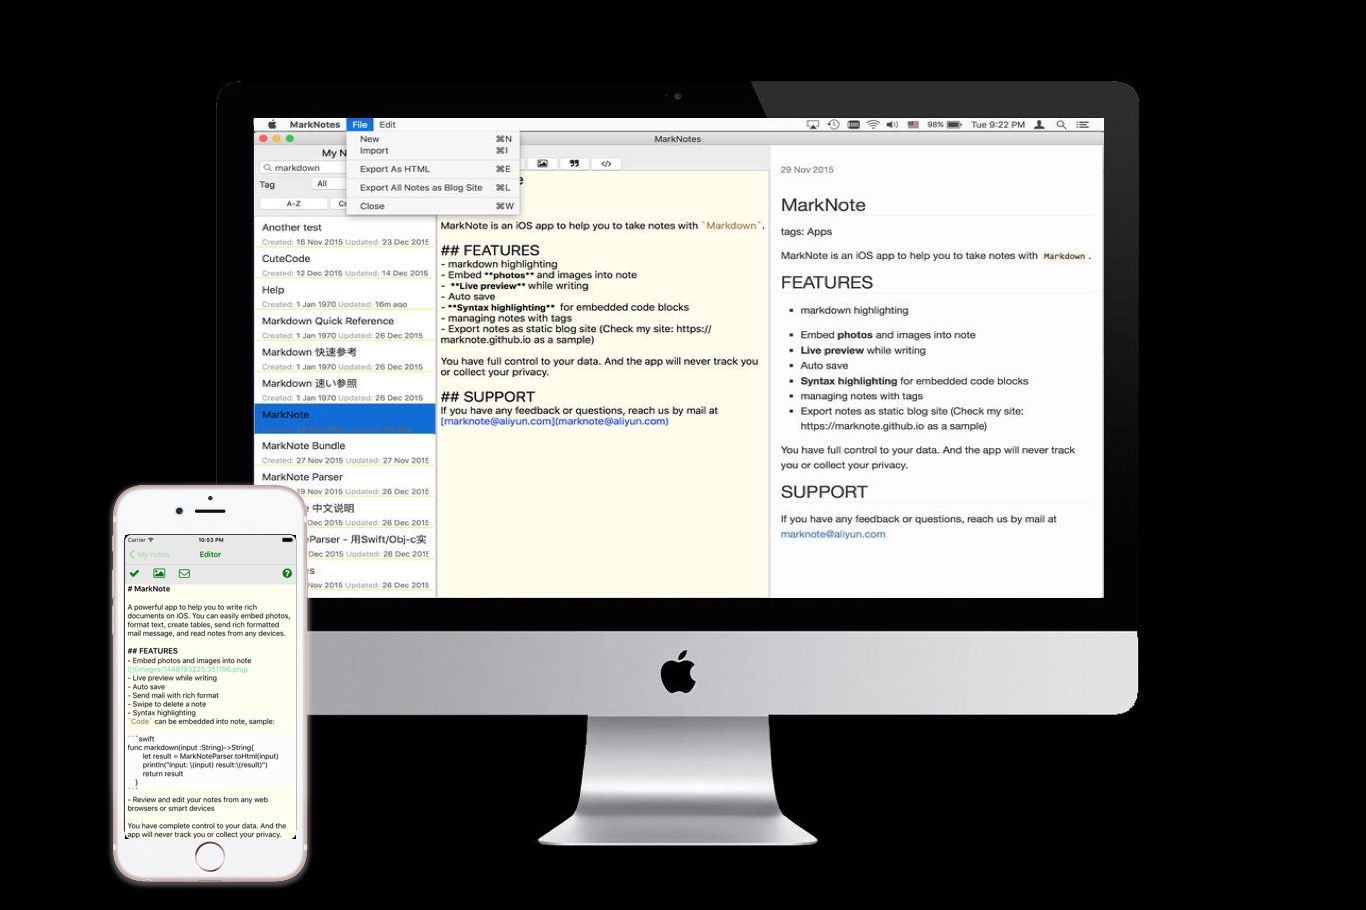 MarkNotes File Edit 98% Tue 9:22 PM
MarkNotes
New ⌘N
Import ⌘I
Export As HTML ⌘E
Export All Notes as Blog Site ⌘L
Close ⌘W
My N
markdown
Tag All
A-Z
Another test
Created: 16 Nov 2015 Updated: 23 Dec 2015
CuteCode
Created: 12 Dec 2015 Updated: 14 Dec 2015
Help
Created: 1 Jan 1970 Updated: 16m ago
Markdown Quick Reference
Created: 1 Jan 1970 Updated: 26 Dec 2015
Markdown 快速参考
Created: 1 Jan 1970 Updated: 26 Dec 2015
Markdown 速い参照
Created: 1 Jan 1970 Updated: 26 Dec 2015
MarkNote
MarkNote Bundle
Created: 27 Nov 2015 Updated: 27 Nov 2015
MarkNote Parser
19 Nov 2015 Updated: 26 Dec 2015
中文说明
Dec 2015 Updated: 26 Dec 2015
eParser - 用Swift/Obj-c实
Dec 2015 Updated: 26 Dec 2015
es
Nov 2015 Updated: 26 Dec 2015
MarkNote is an iOS app to help you to take notes with `Markdown`.
## FEATURES
- markdown highlighting
- Embed **photos** and images into note
- **Live preview** while writing
- Auto save
- **Syntax highlighting** for embedded code blocks
- managing notes with tags
- Export notes as static blog site (Check my site: https://
marknote.github.io as a sample)
You have full control to your data. And the app will never track you
or collect your privacy.
## SUPPORT
If you have any feedback or questions, reach us by mail at
[marknote@aliyun.com](marknote@aliyun.com)
29 Nov 2015
MarkNote
tags: Apps
MarkNote is an iOS app to help you to take notes with Markdown.
FEATURES
▪ markdown highlighting
▪ Embed photos and images into note
▪ Live preview while writing
▪ Auto save
▪ Syntax highlighting for embedded code blocks
▪ managing notes with tags
▪ Export notes as static blog site (Check my site:
https://marknote.github.io as a sample)
You have full control to your data. And the app will never track
you or collect your privacy.
SUPPORT
If you have any feedback or questions, reach us by mail at
marknote@aliyun.com
Carrier 10:53 PM
My notes Editor
# MarkNote
A powerful app to help you to write rich
documents on iOS. You can easily embed photos,
format text, create tables, send rich formatted
mail message, and read notes from any devices.
## FEATURES
- Embed photos and images into note
![](/images/1448193225.351196.png)
- Live preview while writing
- Auto save
- Send mail with rich format
- Swipe to delete a note
- Syntax highlighting
`Code` can be embedded into note, sample:
```swift
func markdown(input :String)->String{
let result = MarkNoteParser.toHtml(input)
println("input: \(input) result:\(result)")
return result
}
```
- Review and edit your notes from any web
browsers or smart devices
You have complete control to your data. And the
app will never track you or collect your privacy.